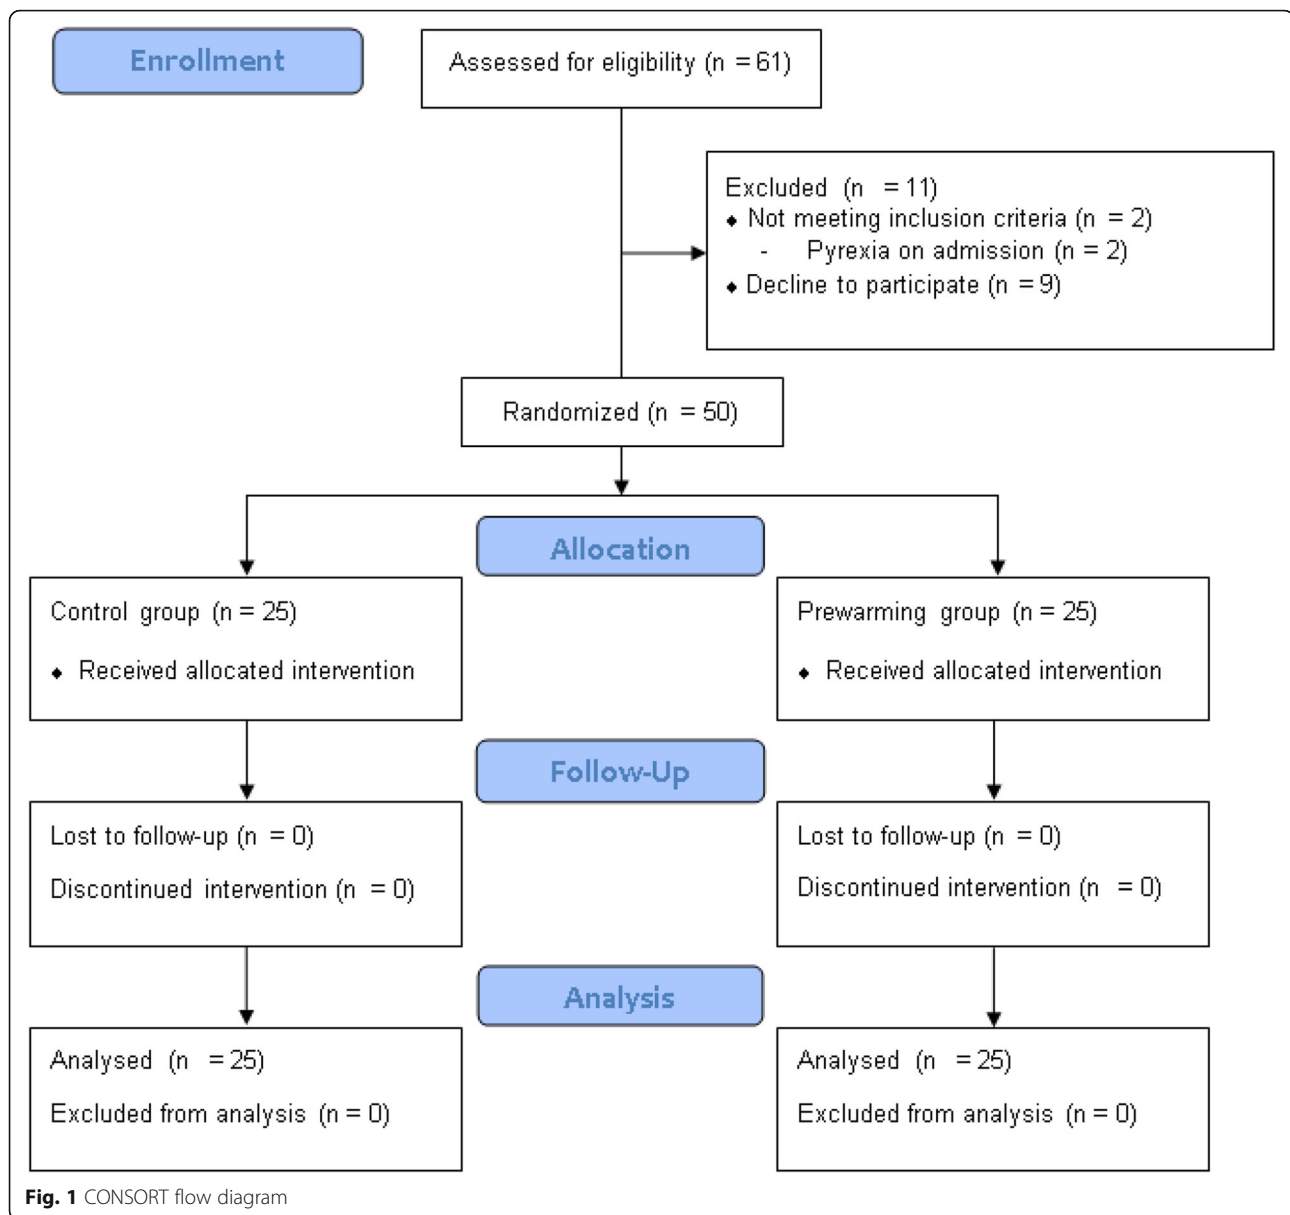 Enrollment
Assessed for eligibility (n = 61)
Excluded (n = 11)
♦ Not meeting inclusion criteria (n = 2)
- Pyrexia on admission (n = 2)
♦ Decline to participate (n = 9)
Randomized (n = 50)
Allocation
Control group (n = 25)
♦ Received allocated intervention
Prewarming group (n = 25)
♦ Received allocated intervention
Follow-Up
Lost to follow-up (n = 0)
Discontinued intervention (n = 0)
Lost to follow-up (n = 0)
Discontinued intervention (n = 0)
Analysis
Analysed (n = 25)
Excluded from analysis (n = 0)
Analysed (n = 25)
Excluded from analysis (n = 0)
Fig. 1 CONSORT flow diagram